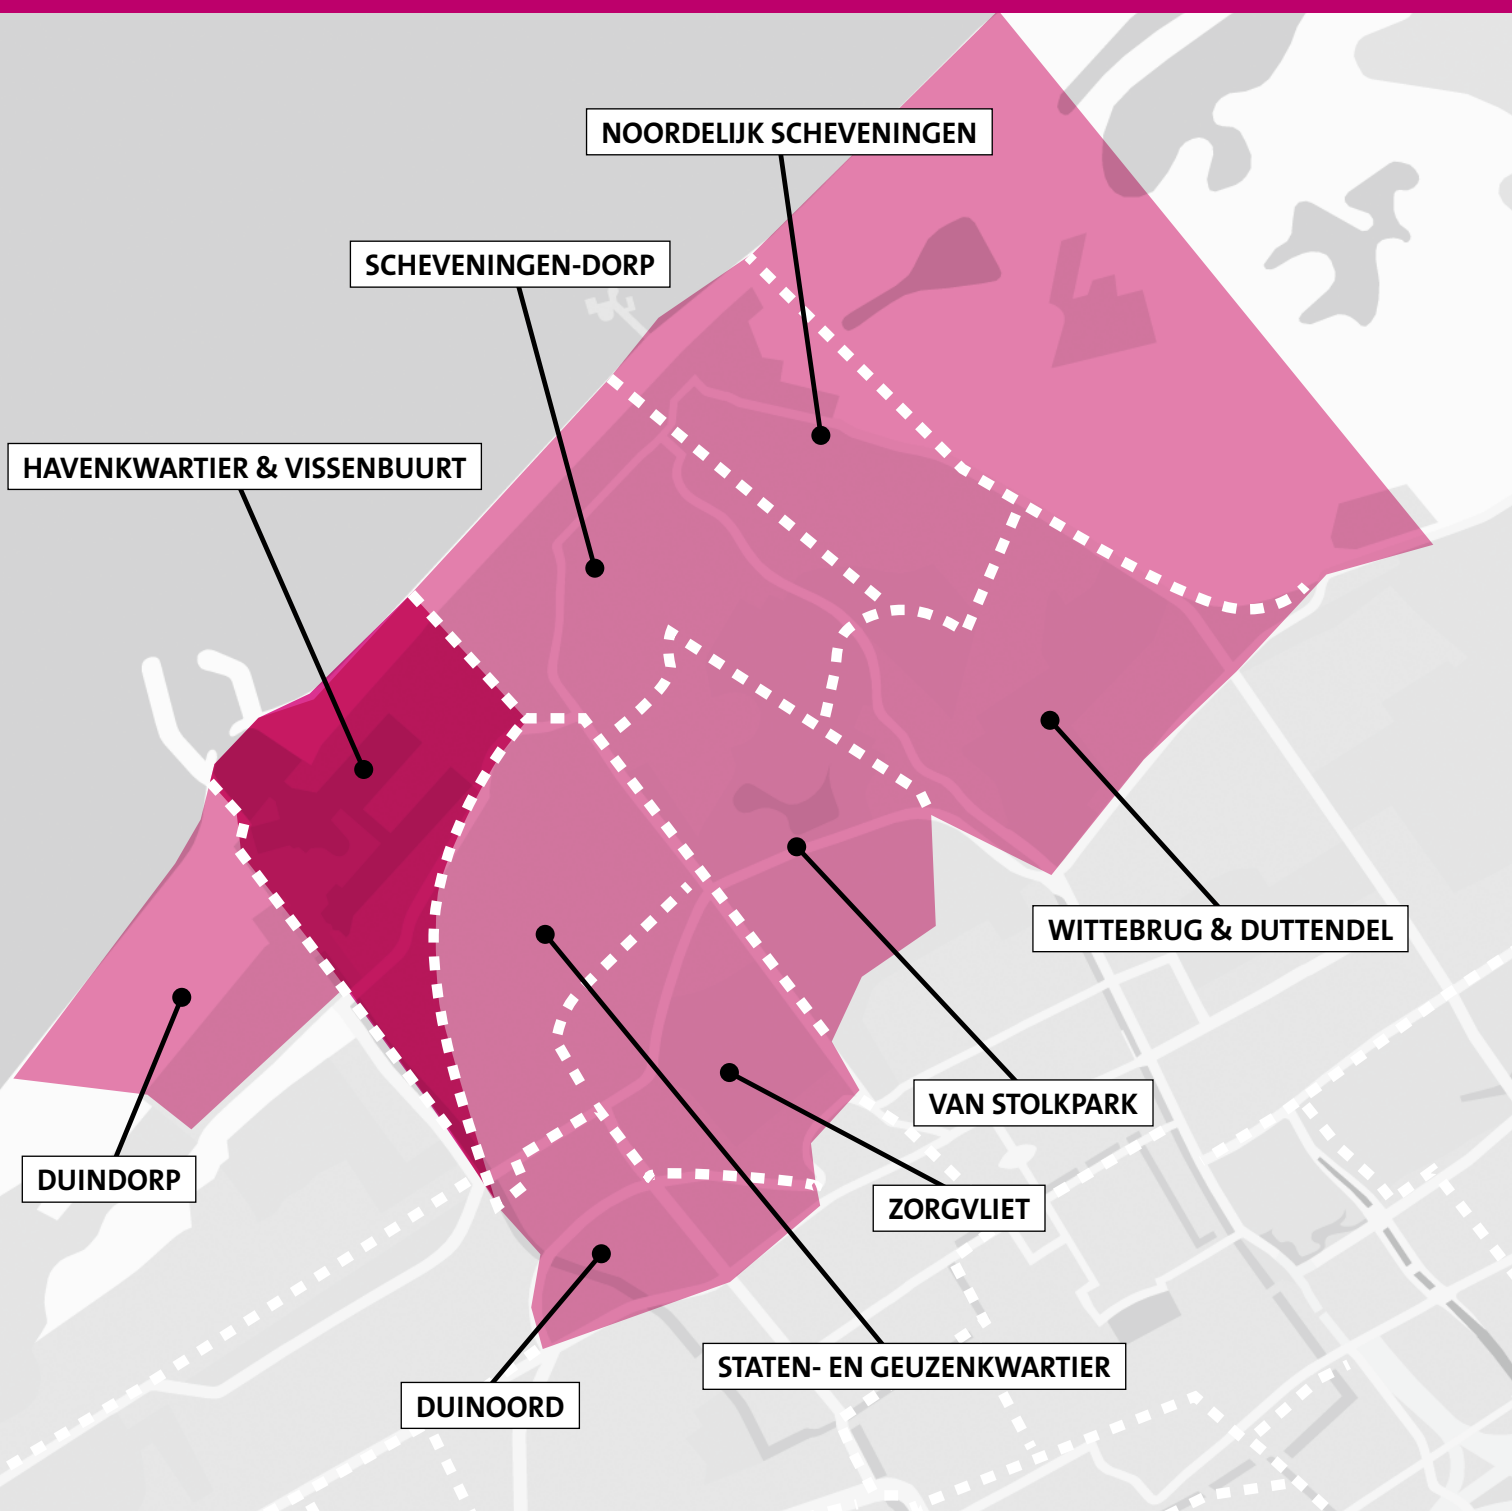 NOORDELIJK SCHEVENINGEN
SCHEVENINGEN-DORP
HAVENKWARTIER & VISSENBUURT
WITTEBRUG & DUTTENDEL
VAN STOLKPARK
DUINDORP
ZORGVLIET
STATEN- EN GEUZENKWARTIER
DUINOORD